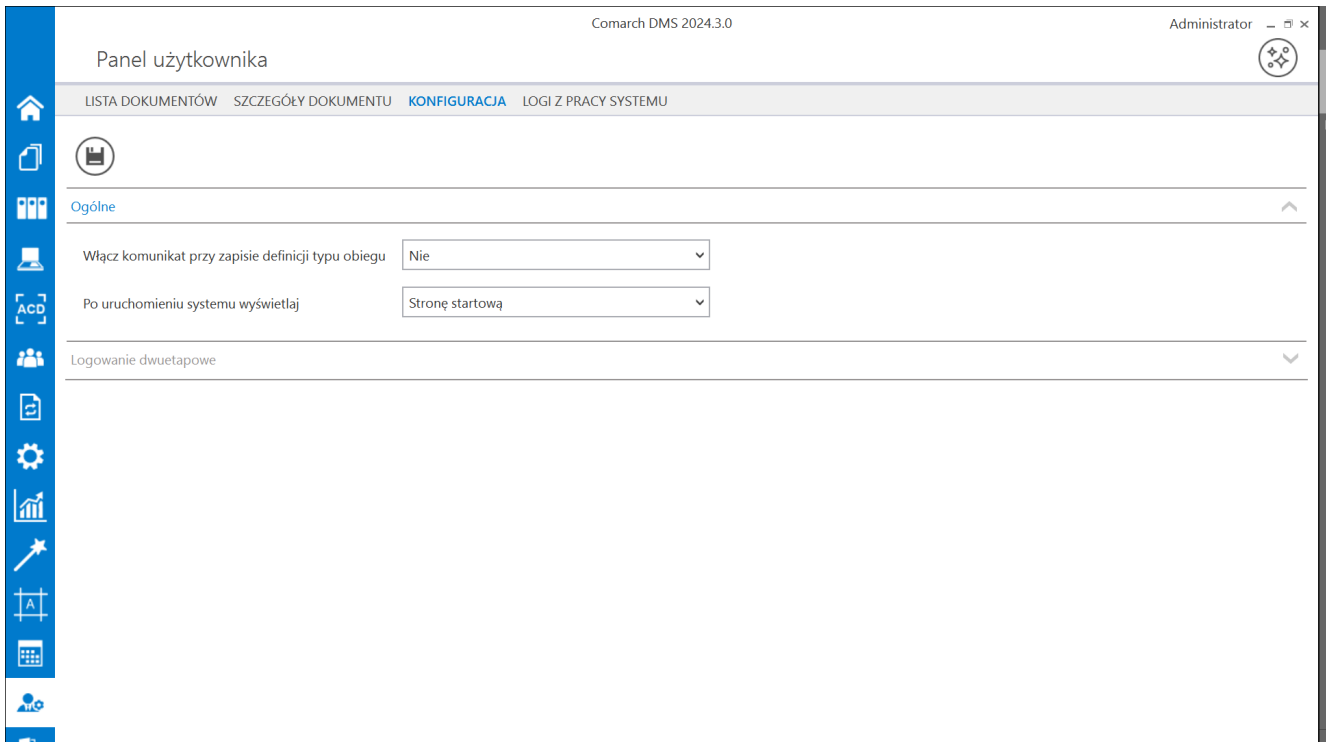 Comarch DMS 2024.3.0
Administrator
Panel użytkownika
LISTA DOKUMENTÓW SZCZEGÓŁY DOKUMENTU KONFIGURACJA LOGI Z PRACY SYSTEMU
Ogólne
Włącz komunikat przy zapisie definicji typu obiegu Nie
Po uruchomieniu systemu wyświetlaj Stronę startową
Logowanie dwuetapowe
ACD
A